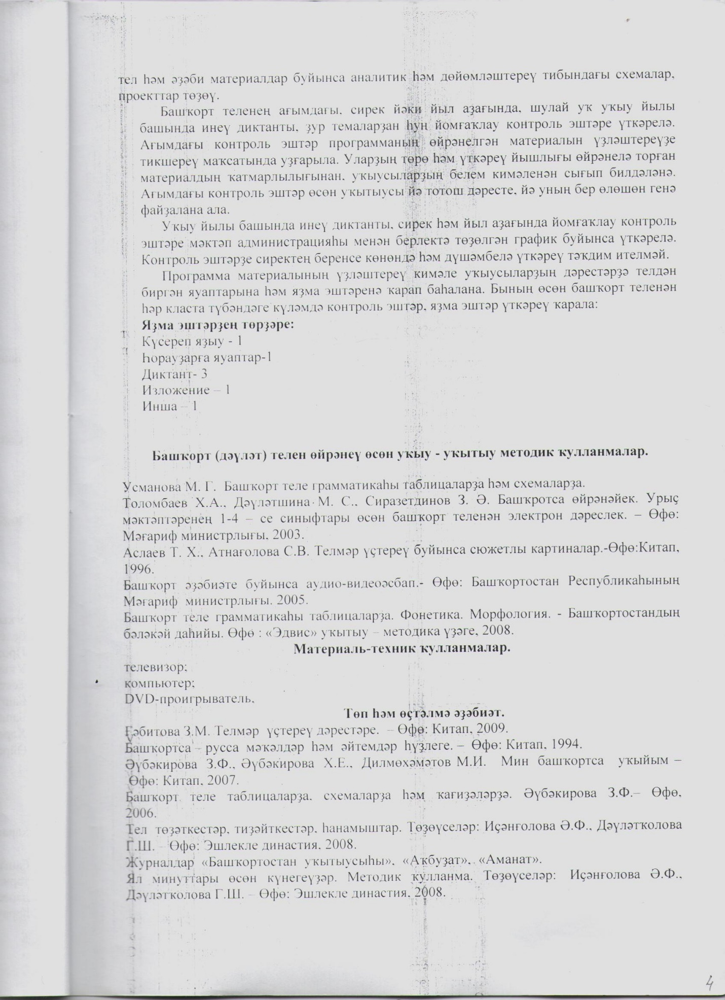 тел һәм әҙәби материалдар буйынса аналитик һәм дөйөмләштереү тибындағы схемалар,
проекттар төҙөү.
Башҡорт теленең ағымдағы, сирек йәки йыл аҙағында, шулай уҡ уҡыу йылы
башында инеү диктанты, ҙур темаларҙан һуң йомғаҡлау контроль эштәре үткәрелә.
Ағымдағы контроль эштәр программаның өйрәнелгән материалын үҙләштереүҙе
тикшереү маҡсатында уҙғарыла. Уларҙың төрө һәм үткәреү йышлығы өйрәнелә торған
материалдың ҡатмарлылығынан, уҡыусыларҙың белем кимәленән сығып билдәләнә.
Ағымдағы контроль эштәр өсөн уҡытыусы йә тотош дәресте, йә уның бер өлөшөн генә
файҙалана ала.
Уҡыу йылы башында инеү диктанты, сирек һәм йыл аҙағында йомғаҡлау контроль
эштәре мәктәп администрацияһы менән берлектә төҙөлгән график буйынса үткәрелә.
Контроль эштәрҙе сиректең беренсе көнөндә һәм дүшәмбелә үткәреү тәҡдим ителмәй.
Программа материалының үҙләштереү кимәле уҡыусыларҙың дәрестәрҙә телдән
биргән яуаптарына һәм яҙма эштәренә ҡарап баһалана. Бының өсөн башҡорт теленән
һәр класта түбәндәге күләмдә контроль эштәр, яҙма эштәр үткәреү ҡарала:
Яҙма эштәрҙең төрҙәре:
Күсереп яҙыу - 1
Һорауҙарға яуаптар-1
Диктант- 3
Изложение – 1
Инша – 1
Башҡорт (дәүләт) телен өйрәнеү өсөн уҡыу - уҡытыу методик ҡулланмалар.
Усманова М. Г. Башҡорт теле грамматикаһы таблицаларҙа һәм схемаларҙа.
Толомбаев Х.А., Дәүләтшина М. С., Сиразетдинов З. Ә. Башҡротса өйрәнәйек. Урыҫ
мәктәптәренең 1-4 – се синыфтары өсөн башҡорт теленән электрон дәреслек. – Өфө:
Мәғариф министрлығы, 2003.
Аслаев Т. Х., Атнағолова С.В. Телмәр үҫтереү буйынса сюжетлы картиналар.-Өфө:Китап,
1996.
Башҡорт әҙәбиәте буйынса аудио-видеоәсбап.- Өфө: Башҡортостан Республикаһының
Мәғариф министрлығы. 2005.
Башҡорт теле грамматикаһы таблицаларҙа. Фонетика. Морфология. - Башҡортостандың
бәләкәй даһийы. Өфө : «Эдвис» уҡытыу – методика үҙәге, 2008.
Материаль-техник ҡулланмалар.
телевизор;
компьютер;
DVD-проигрыватель,
Төп һәм өҫтәлмә әҙәбиәт.
Ғәбитова З.М. Телмәр үҫтереү дәрестәре. – Өфө: Китап, 2009.
Башҡортса – русса мәҡәлдәр һәм әйтемдәр һүҙлеге. – Өфө: Китап, 1994.
Әүбәкирова З.Ф., Әүбәкирова Х.Е., Дилмөхәмәтов М.И. Мин башҡортса уҡыйым –
Өфө: Китап, 2007.
Башҡорт теле таблицаларҙа, схемаларҙа һәм ҡағиҙәләрҙә. Әүбәкирова З.Ф.– Өфө,
2006.
Тел төҙәткестәр, тиҙәйткестәр, һанамыштар. Төҙөүселәр: Иҫәнғолова Ә.Ф., Дәүләтҡолова
Г.Ш. – Өфө: Эшлекле династия, 2008.
Журналдар «Башҡортостан уҡытыусыһы», «Аҡбуҙат», «Аманат».
Ял минуттары өсөн күнегеүҙәр. Методик ҡулланма. Төҙөүселәр: Иҫәнғолова Ә.Ф.,
Дәүләтҡолова Г.Ш. – Өфө: Эшлекле династия, 2008.
4